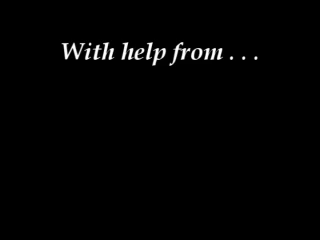 With help from . . .